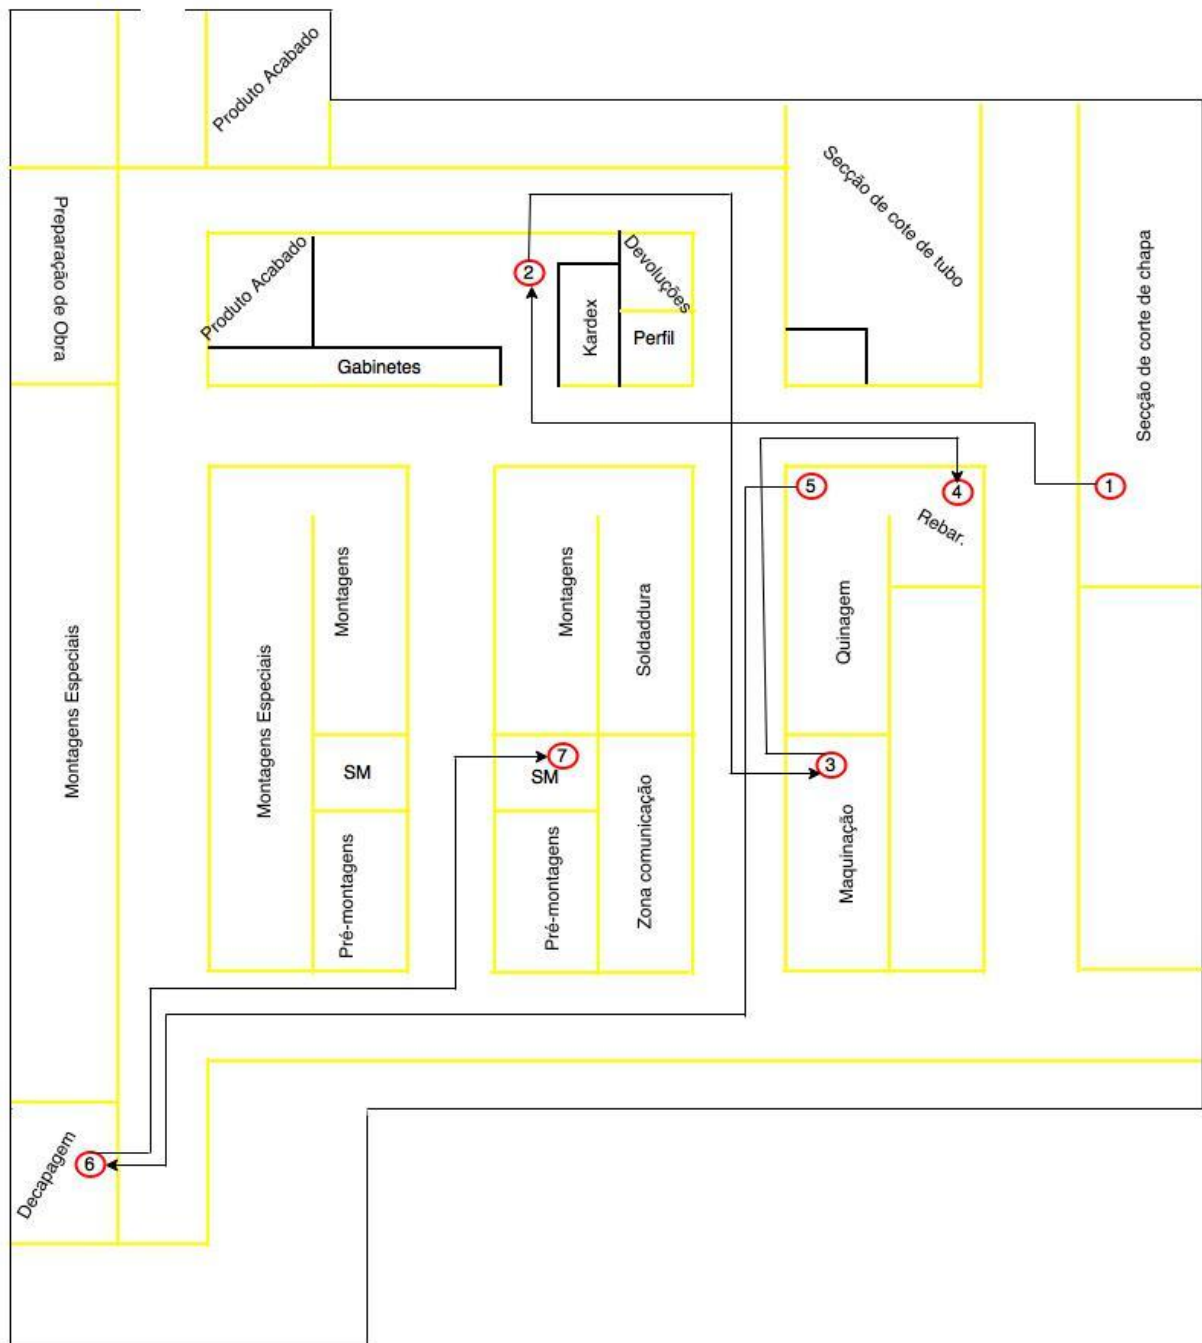 Produto Acabado
Secção de cote de tubo
Preparação de Obra
Produto Acabado
2
Devoluções
Secção de corte de chapa
Kardex
Perfil
Gabinetes
5
4
1
Rebar.
Montagens
Montagens
Soldaddura
Quinagem
Montagens Especiais
Montagens Especiais
7
SM
SM
3
Pré-montagens
Pré-montagens
Zona comunicação
Maquinação
Decapagem
6